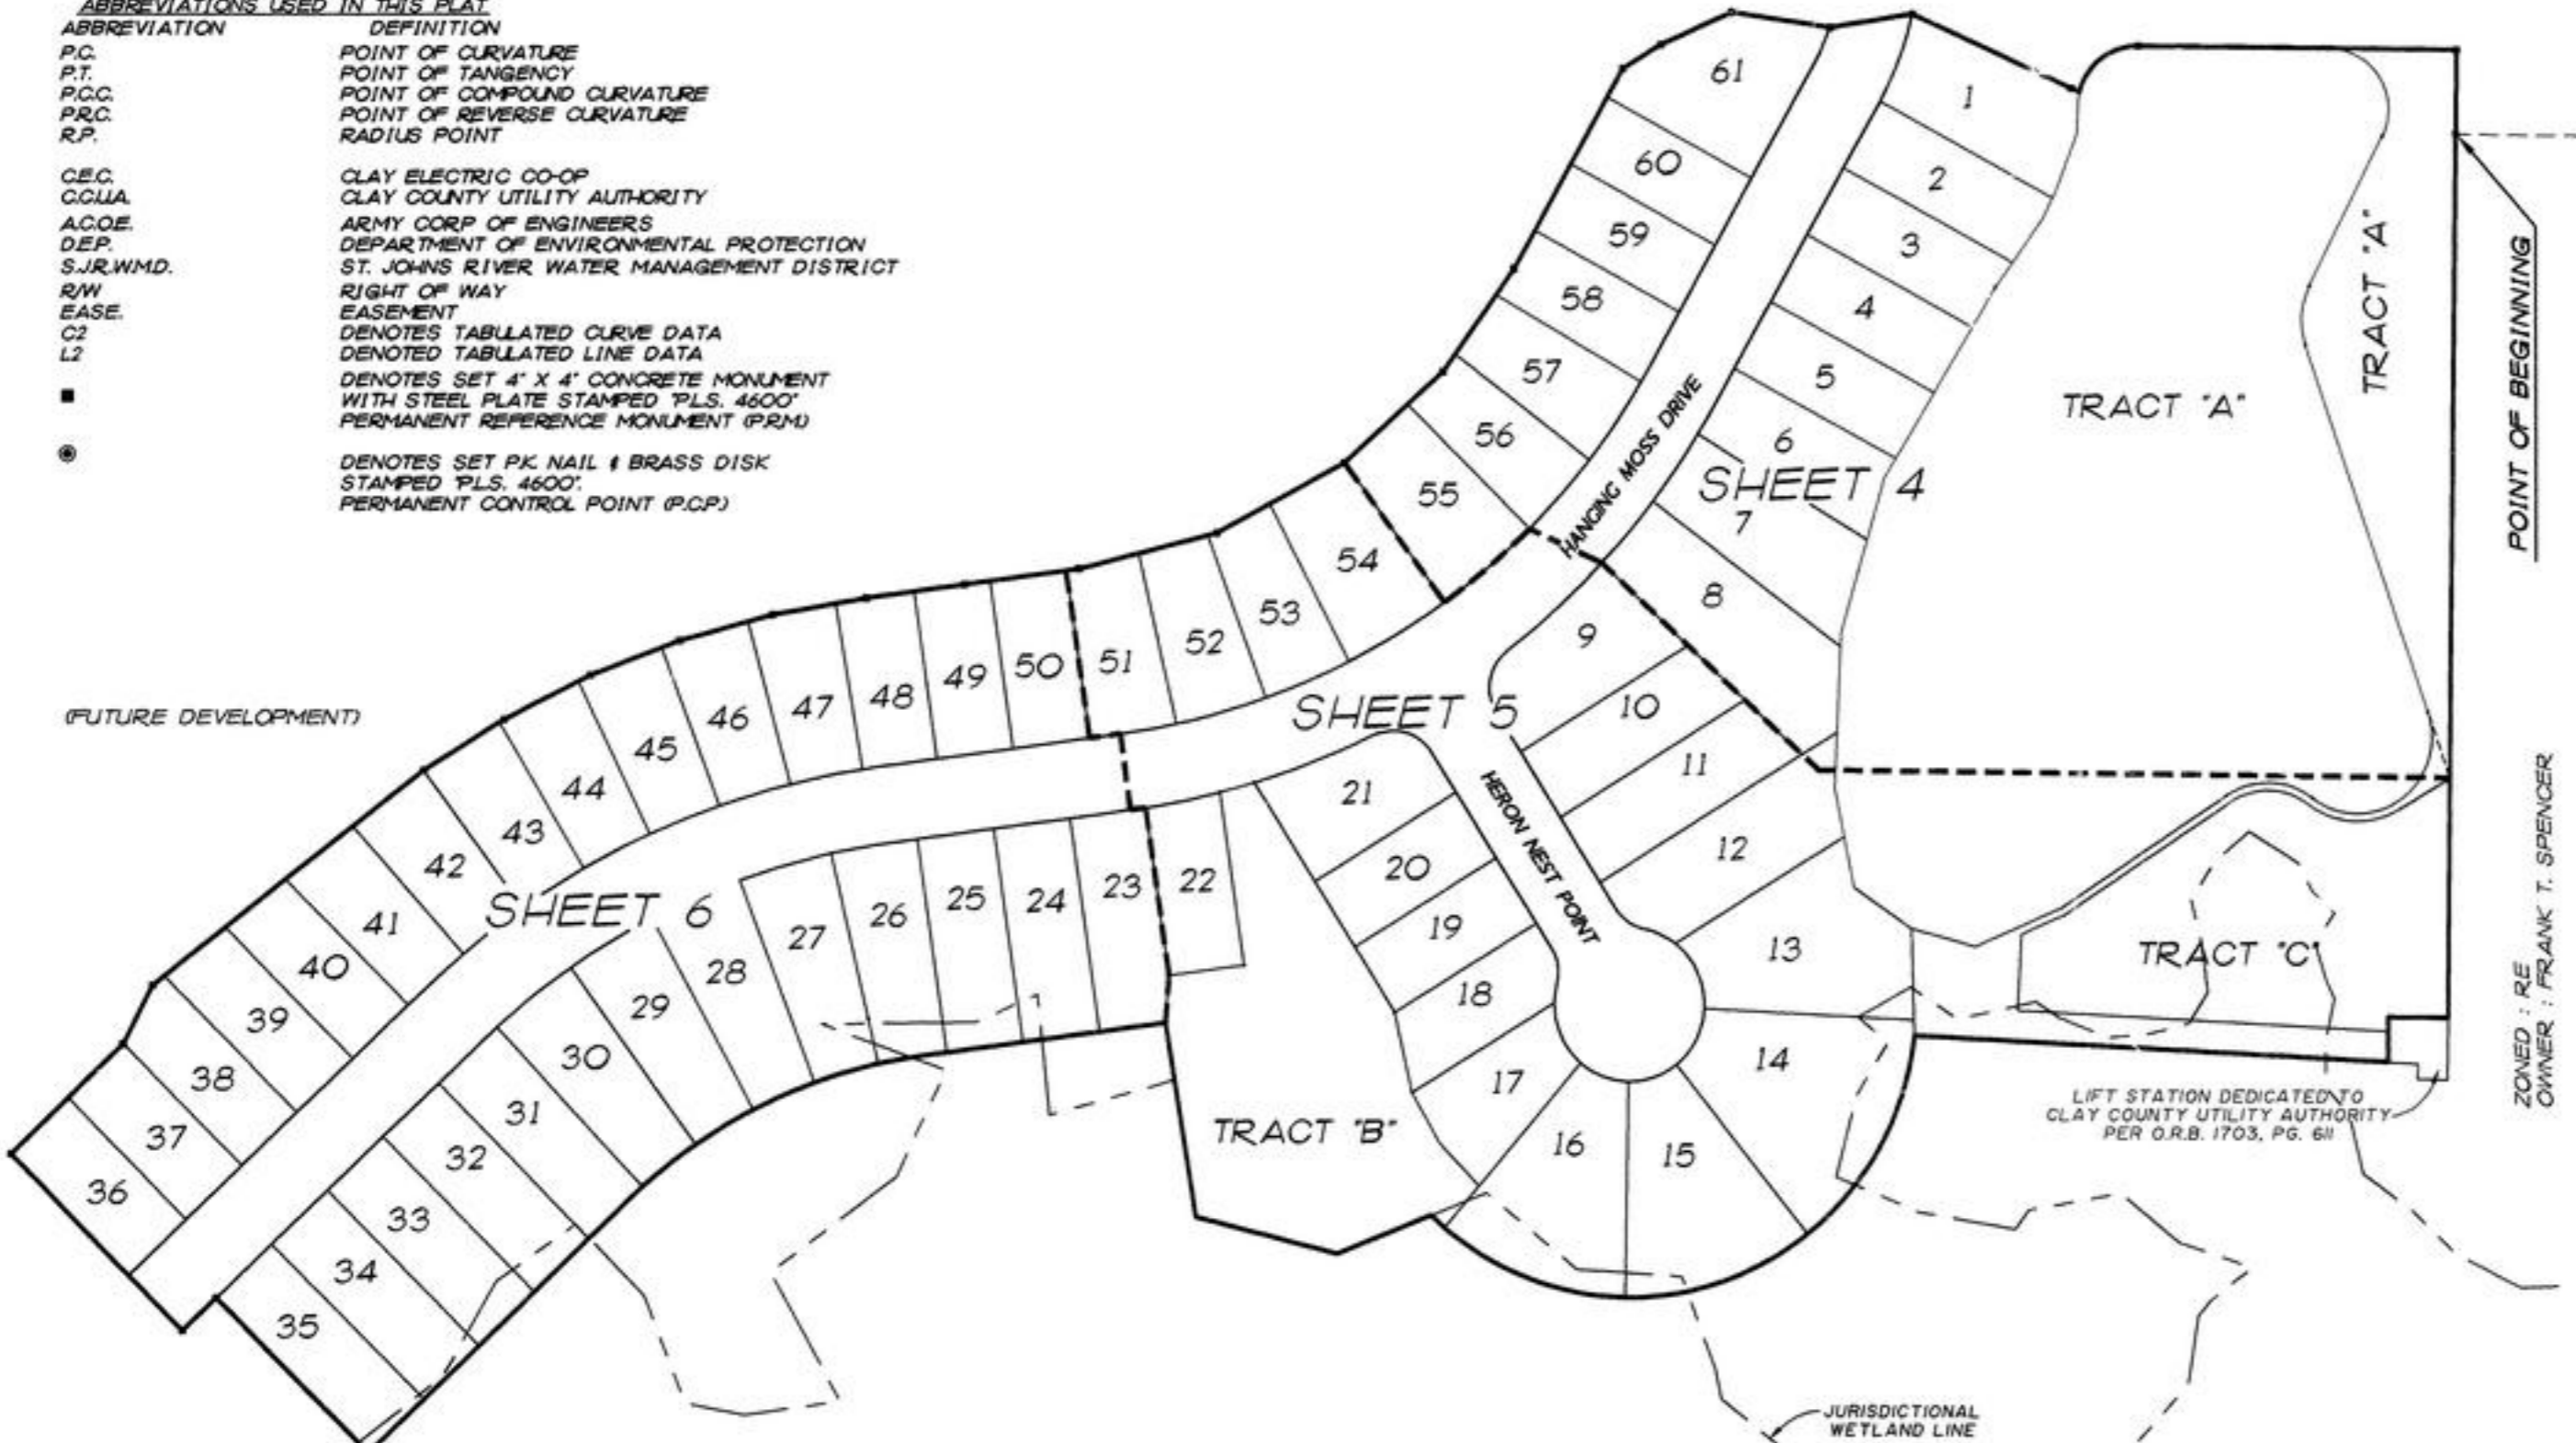 ABBREVIATIONS USED IN THIS PLAT
ABBREVIATION DEFINITION
P.C. POINT OF CURVATURE
P.T. POINT OF TANGENCY
P.C.C. POINT OF COMPOUND CURVATURE
P.R.C. POINT OF REVERSE CURVATURE
R.P. RADIUS POINT
C.E.C. CLAY ELECTRIC CO-OP
C.C.U.A. CLAY COUNTY UTILITY AUTHORITY
A.C.O.E. ARMY CORP OF ENGINEERS
D.E.P. DEPARTMENT OF ENVIRONMENTAL PROTECTION
S.J.R.W.M.D. ST. JOHNS RIVER WATER MANAGEMENT DISTRICT
R/W RIGHT OF WAY
EASE. EASEMENT
C2 DENOTES TABULATED CURVE DATA
L2 DENOTED TABULATED LINE DATA
DENOTES SET 4" X 4" CONCRETE MONUMENT
WITH STEEL PLATE STAMPED "P.L.S. 4600"
PERMANENT REFERENCE MONUMENT (P.R.M.)
DENOTES SET P.K. NAIL & BRASS DISK
STAMPED "P.L.S. 4600".
PERMANENT CONTROL POINT (P.C.P.)
(FUTURE DEVELOPMENT)
61
60
59
58
57
56
55
1
2
3
4
5
6
SHEET 4
7
8
HANGING MOSS DRIVE
TRACT "A"
TRACT "A"
POINT OF BEGINNING
54
53
52
51
SHEET 5
9
10
11
12
13
14
15
16
17
18
19
20
21
22
HERON NEST POINT
TRACT "B"
TRACT "C"
50
49
48
47
46
45
44
43
42
41
40
39
38
37
36
SHEET 6
23
24
25
26
27
28
29
30
31
32
33
34
35
ZONED : RE
OWNER : FRANK T. SPENCER
LIFT STATION DEDICATED TO
CLAY COUNTY UTILITY AUTHORITY
PER O.R.B. 1703, PG. 611
JURISDICTIONAL
WETLAND LINE